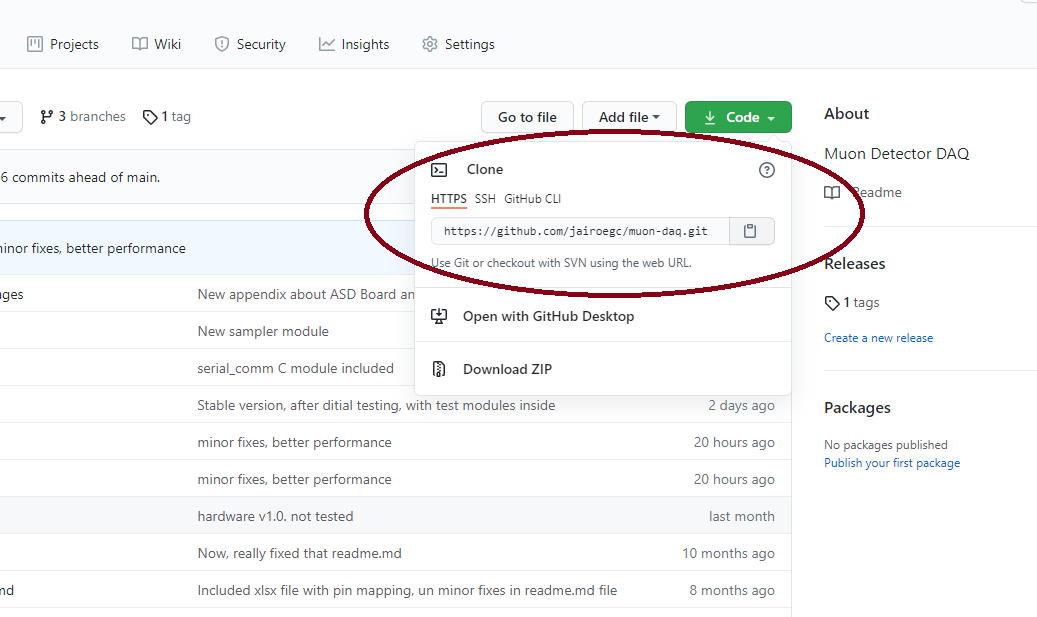 Projects Wiki Security Insights Settings
3 branches 1 tag Go to file Add file Code
6 commits ahead of main.
minor fixes, better performance
Clone
HTTPS SSH GitHub CLI
https://github.com/jairoegc/muon-daq.git
Use Git or checkout with SVN using the web URL.
Open with GitHub Desktop
Download ZIP
New appendix about ASD Board
New sampler module
serial_comm C module included
Stable version, after ditial testing, with test modules inside 2 days ago
minor fixes, better performance 20 hours ago
minor fixes, better performance 20 hours ago
hardware v1.0. not tested last month
Now, really fixed that readme.md 10 months ago
Included xlsx file with pin mapping, un minor fixes in readme.md file 8 months ago
About
Muon Detector DAQ
Readme
Releases
1 tags
Create a new release
Packages
No packages published
Publish your first package